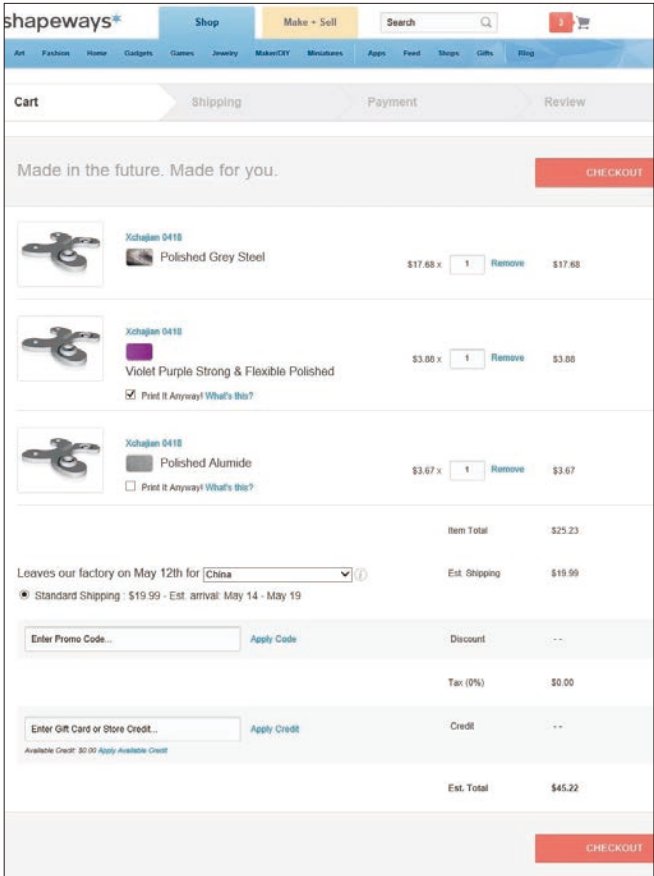 shapeways*
Shop
Make + Sell
Search
3
Art Fashion Home Gadgets Games Jewelry Maker/DIY Miniatures Apps Feed Shops Gifts Blog
Cart
Shipping
Payment
Review
Made in the future. Made for you.
CHECKOUT
Xchajian 0418
Polished Grey Steel
$17.68 x 1 Remove $17.68
Xchajian 0418
Violet Purple Strong & Flexible Polished
Print It Anyway! What's this?
$3.88 x 1 Remove $3.88
Xchajian 0418
Polished Alumide
Print It Anyway! What's this?
$3.67 x 1 Remove $3.67
Item Total $25.23
Leaves our factory on May 12th for China
Est. Shipping $19.99
Standard Shipping : $19.99 - Est. arrival: May 14 - May 19
Enter Promo Code... Apply Code
Discount --
Tax (0%) $0.00
Enter Gift Card or Store Credit... Apply Credit
Credit --
Available Credit: $0.00 Apply Available Credit
Est. Total $45.22
CHECKOUT